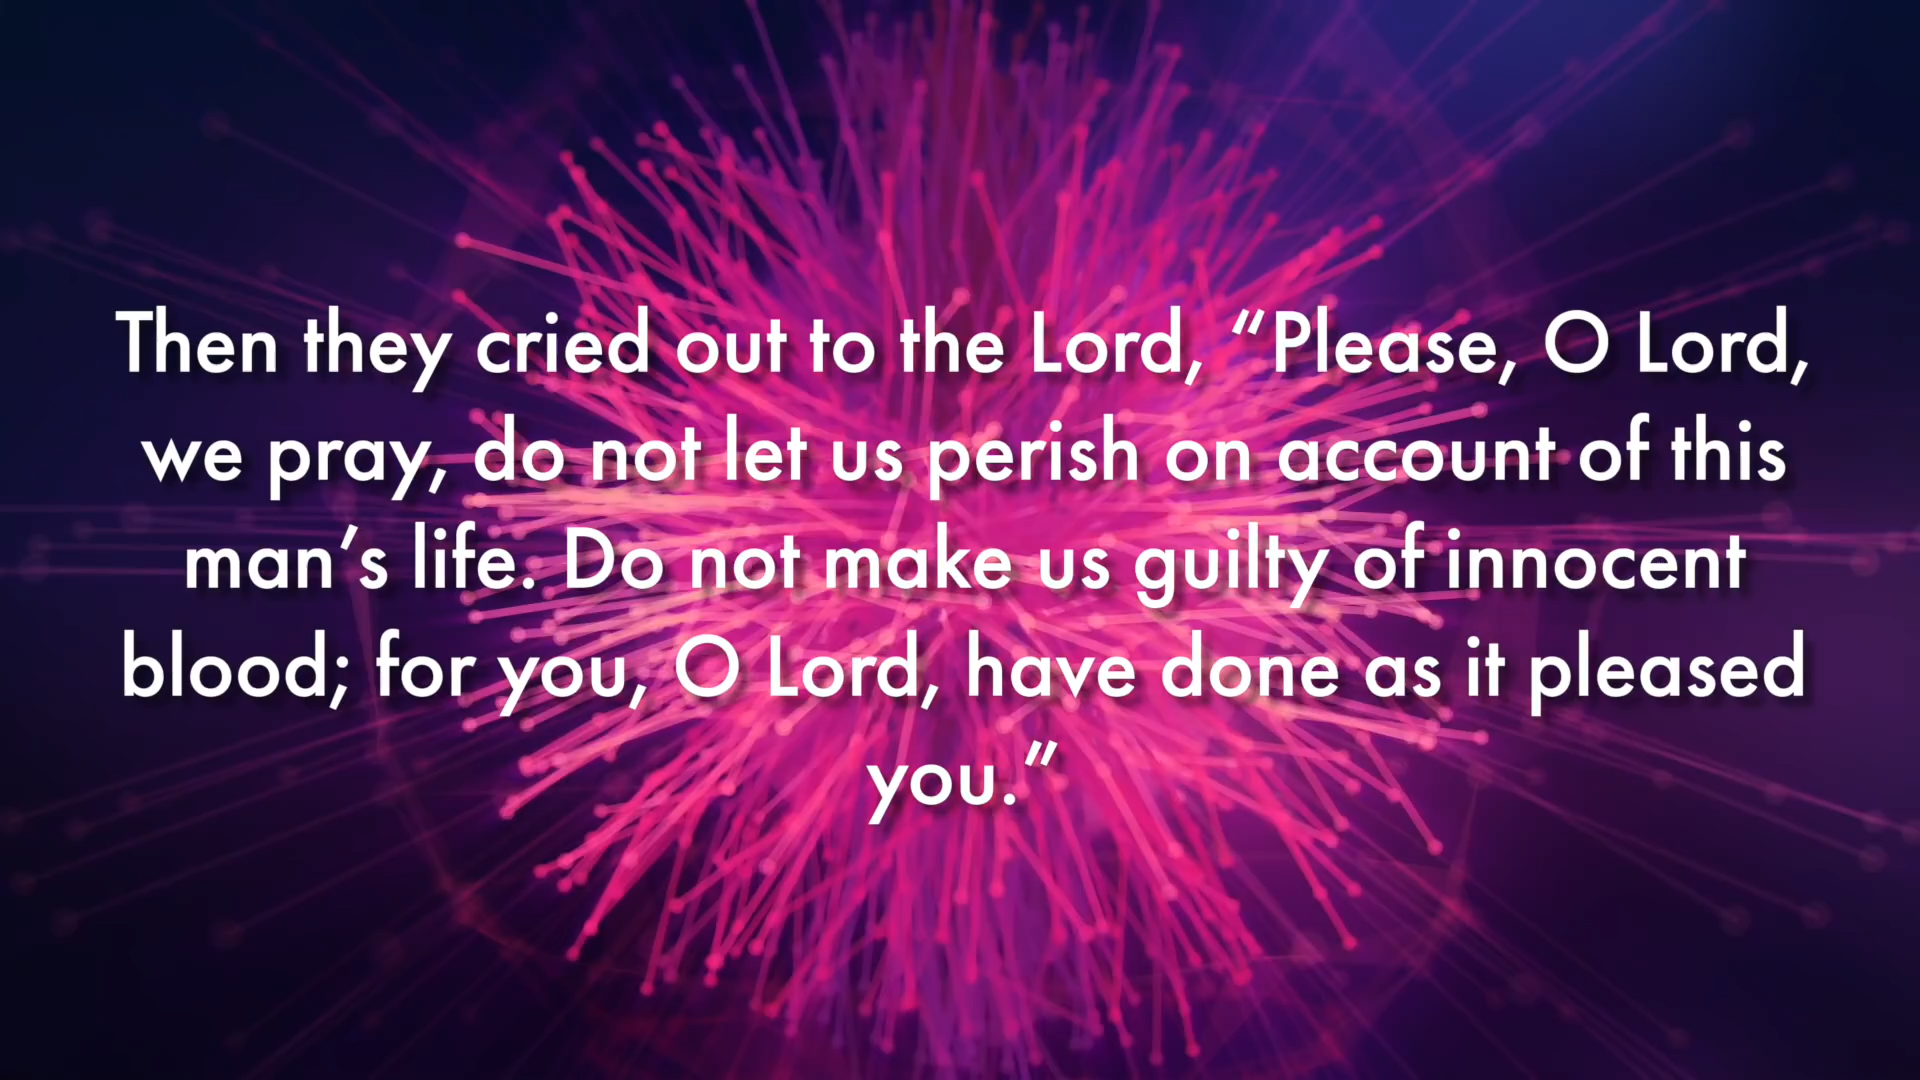 Then they cried out to the Lord, “Please, O Lord,
we pray, do not let us perish on account of this
man’s life. Do not make us guilty of innocent
blood; for you, O Lord, have done as it pleased
you.”